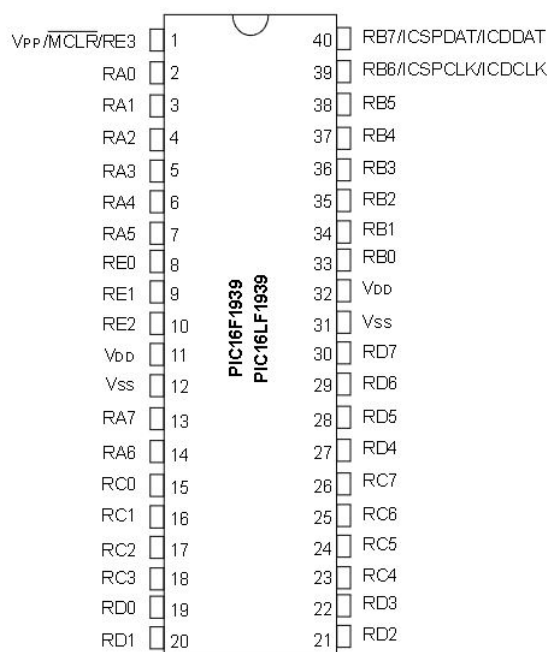 VPP/MCLR/RE3 1 40 RB7/ICSPDAT/ICDDAT
RA0 2 39 RB6/ICSPCLK/ICDCLK
RA1 3 38 RB5
RA2 4 37 RB4
RA3 5 36 RB3
RA4 6 35 RB2
RA5 7 34 RB1
RE0 8 33 RB0
RE1 9 32 VDD
RE2 10 31 VSS
VDD 11 30 RD7
VSS 12 29 RD6
RA7 13 28 RD5
RA6 14 27 RD4
RC0 15 26 RC7
RC1 16 25 RC6
RC2 17 24 RC5
RC3 18 23 RC4
RD0 19 22 RD3
RD1 20 21 RD2
PIC16F1939
PIC16LF1939